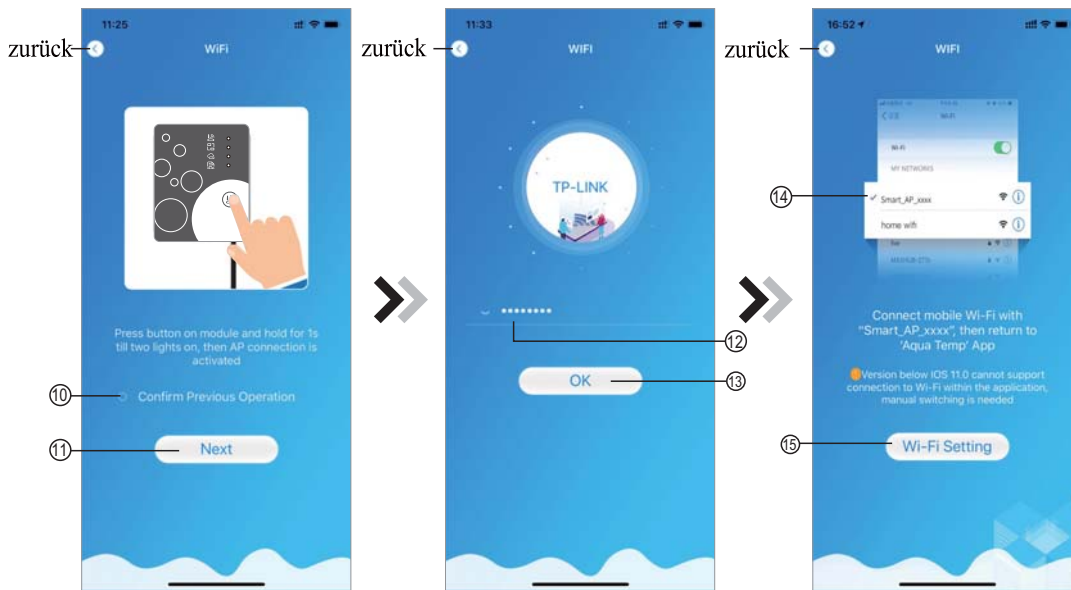 11:25
zurück
WiFi
Press button on module and hold for 1s
till two lights on, then AP connection is
activated
⑩
Confirm Previous Operation
⑪
Next
11:33
zurück
WIFI
TP-LINK
⑫
OK
⑬
16:52
zurück
WIFI
Wi-Fi
Wi-Fi
MY NETWORKS
⑭
Smart_AP_xxxx
home wifi
Connect mobile Wi-Fi with
"Smart_AP_xxxx", then return to
'Aqua Temp' App
Version below IOS 11.0 cannot support
connection to Wi-Fi within the application,
manual switching is needed
⑮
Wi-Fi Setting